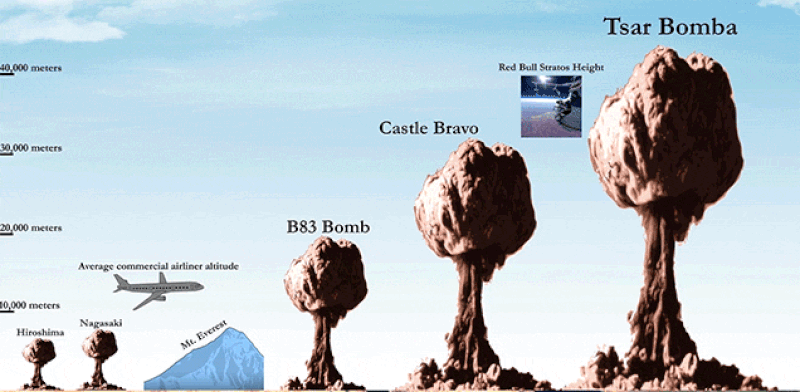 Tsar Bomba
40,000 meters
Red Bull Stratos Height
Castle Bravo
30,000 meters
20,000 meters
B83 Bomb
Average commercial airliner altitude
10,000 meters
Hiroshima
Nagasaki
Mt. Everest